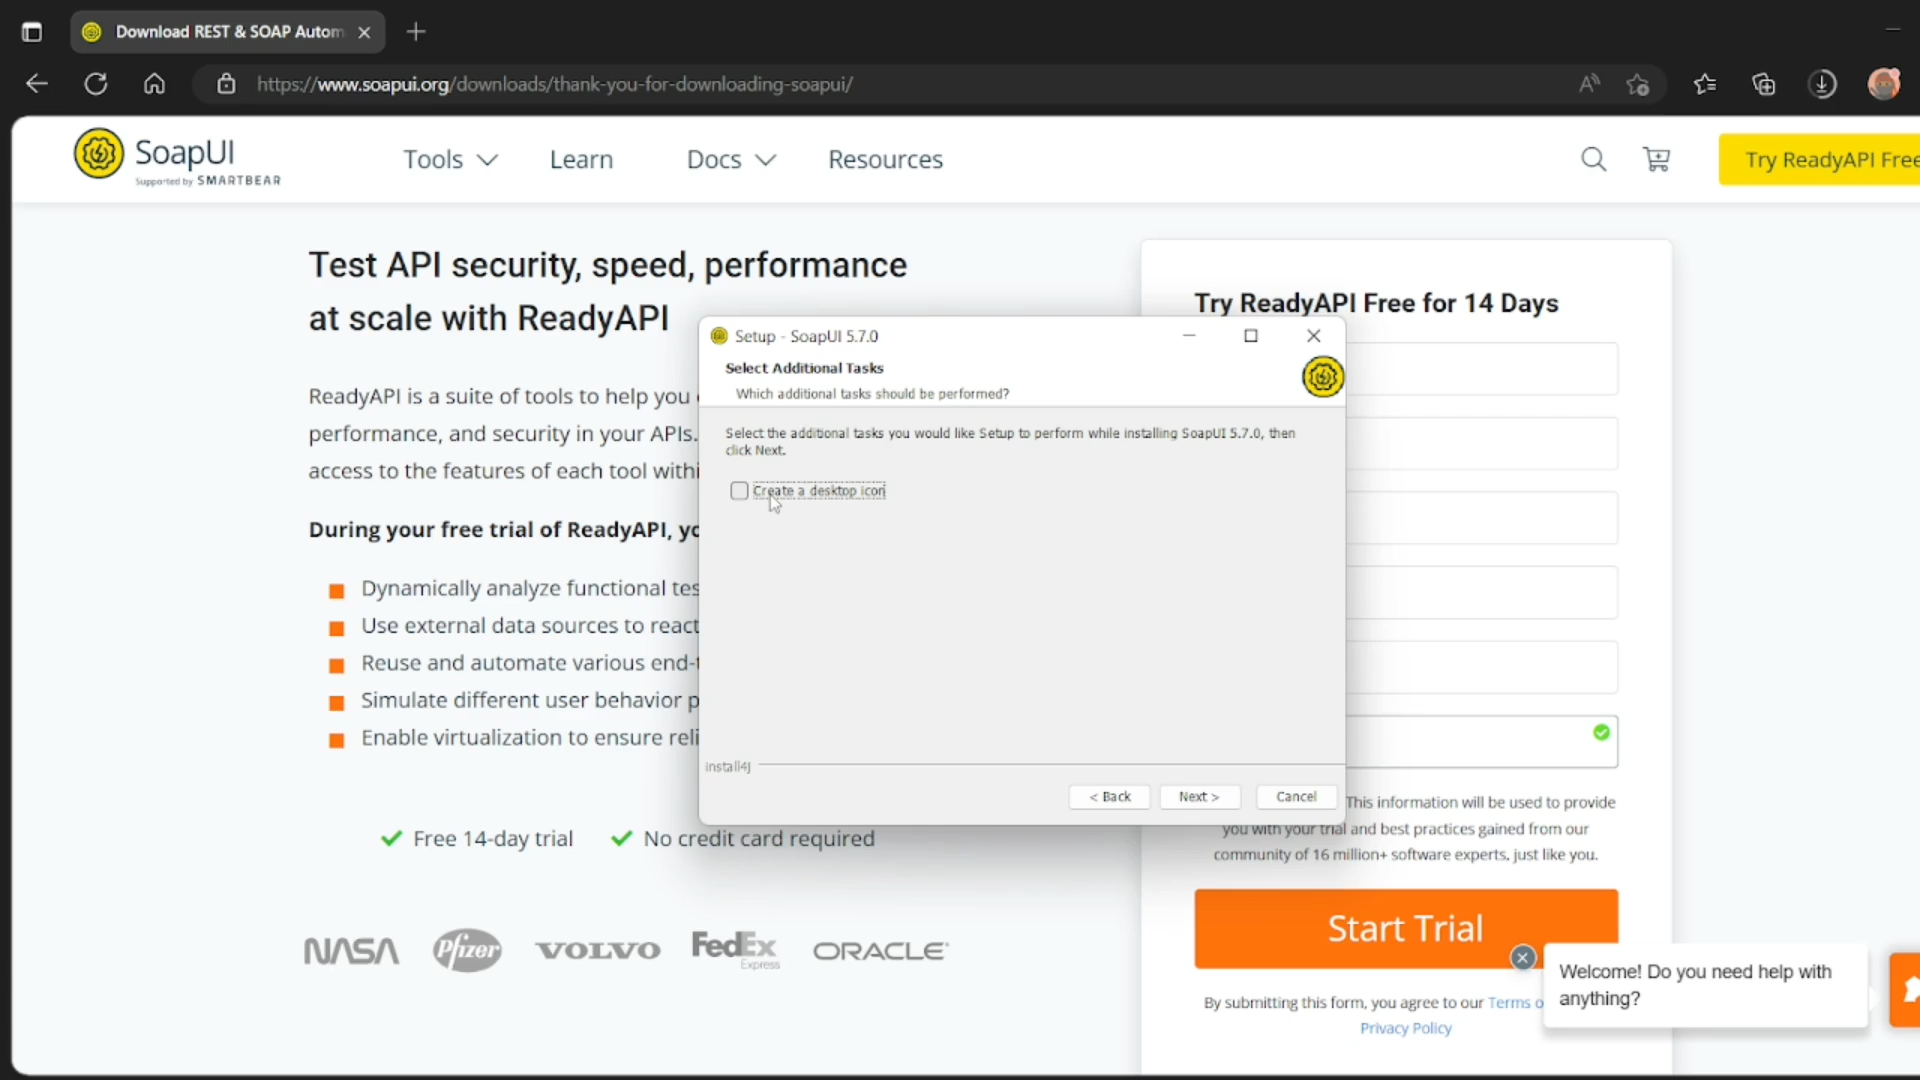 Download REST & SOAP Autom
https://www.soapui.org/downloads/thank-you-for-downloading-soapui/
SoapUI
Supported by SMARTBEAR
Tools
Learn
Docs
Resources
Try ReadyAPI Free
Test API security, speed, performance
at scale with ReadyAPI
ReadyAPI is a suite of tools to help you
performance, and security in your APIs.
access to the features of each tool withi
During your free trial of ReadyAPI, yo
Dynamically analyze functional tes
Use external data sources to react
Reuse and automate various end-t
Simulate different user behavior p
Enable virtualization to ensure reli
Free 14-day trial
No credit card required
NASA
Pfizer
VOLVO
FedEx
Express
ORACLE
Setup - SoapUI 5.7.0
Select Additional Tasks
Which additional tasks should be performed?
Select the additional tasks you would like Setup to perform while installing SoapUI 5.7.0, then
click Next.
Create a desktop icon
install4j
< Back
Next >
Cancel
Try ReadyAPI Free for 14 Days
This information will be used to provide
you with your trial and best practices gained from our
community of 16 million+ software experts, just like you.
Start Trial
By submitting this form, you agree to our Terms o
Privacy Policy
Welcome! Do you need help with
anything?